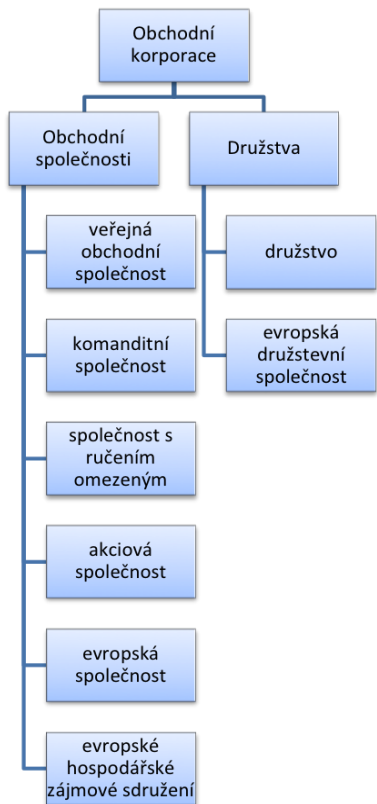 Obchodní
korporace
Obchodní
společnosti
veřejná
obchodní
společnost
komanditní
společnost
společnost s
ručením
omezeným
akciová
společnost
evropská
společnost
evropské
hospodářské
zájmové sdružení
Družstva
družstvo
evropská
družstevní
společnost